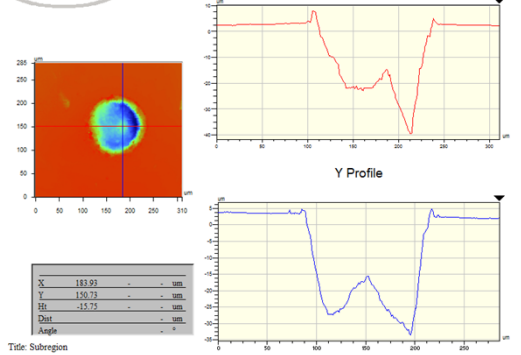 um
10
0
-10
-20
-30
-40
0 50 100 150 200 250 300 um
um
285
250
200
150
100
50
0
um
0 50 100 150 200 250 310
Y Profile
um
5
0
-5
-10
-15
-20
-25
-30
-35
um
0 50 100 150 200 250
X 183.93 - - um
Y 150.73 - - um
Ht -15.75 - - um
Dist - um
Angle - °
Title: Subregion